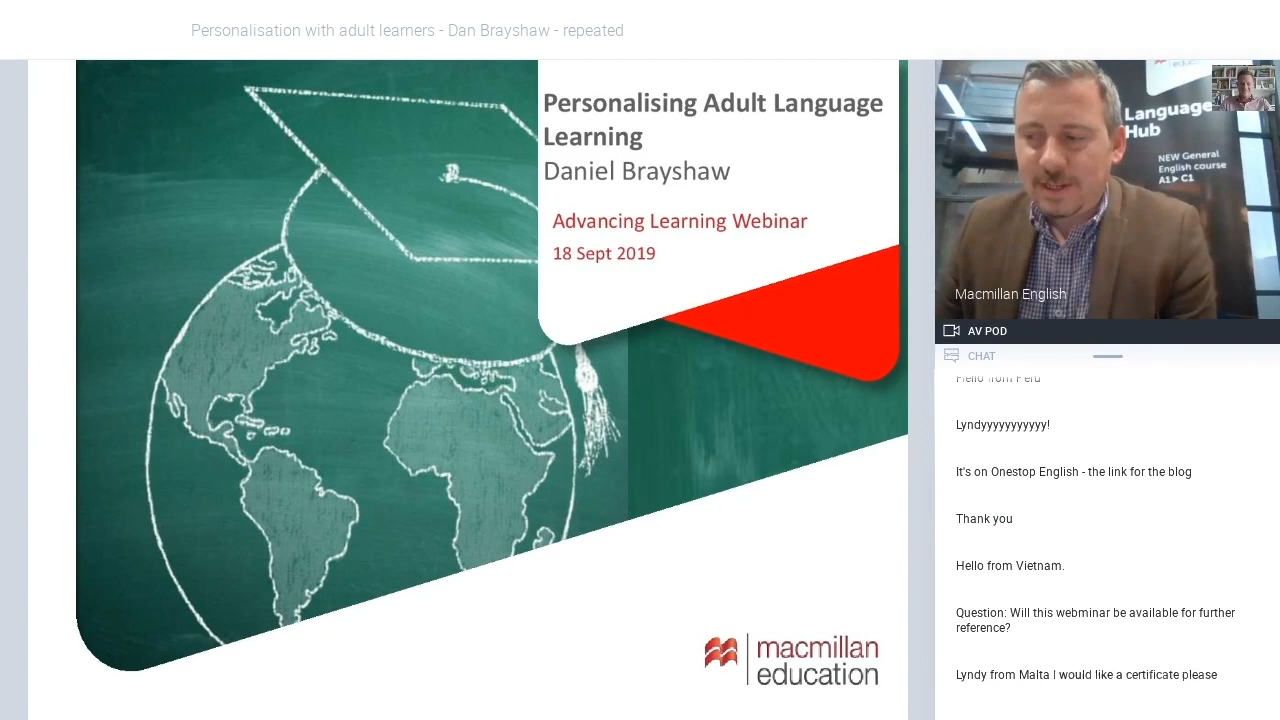 Personalisation with adult learners - Dan Brayshaw - repeated
Personalising Adult Language
Learning
Daniel Brayshaw
Advancing Learning Webinar
18 Sept 2019
macmillan
education
Language
Hub
NEW General
English course
A1▶C1
Macmillan English
AV POD
CHAT
Hello from Peru
Lyndyyyyyyyyyyy!
It's on Onestop English - the link for the blog
Thank you
Hello from Vietnam.
Question: Will this webminar be available for further
reference?
Lyndy from Malta I would like a certificate please